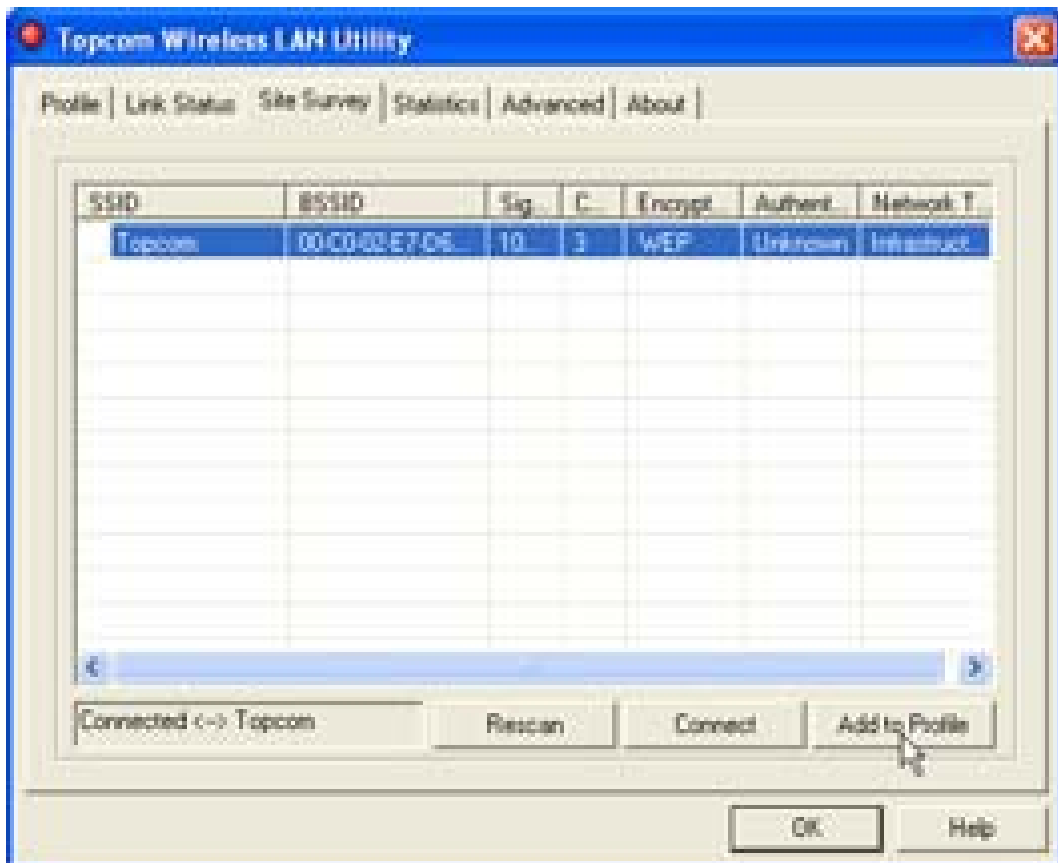 Topcom Wireless LAN Utility
Profile Link Status Site Survey Statistics Advanced About
SSID BSSID Sig... C... Encrypt... Authent... Network T...
Topcom 00-C0-02-E7-D6... 10... 3 WEP Unknown Infrastruct...
Connected <--> Topcom Rescan Connect Add to Profile
OK Help